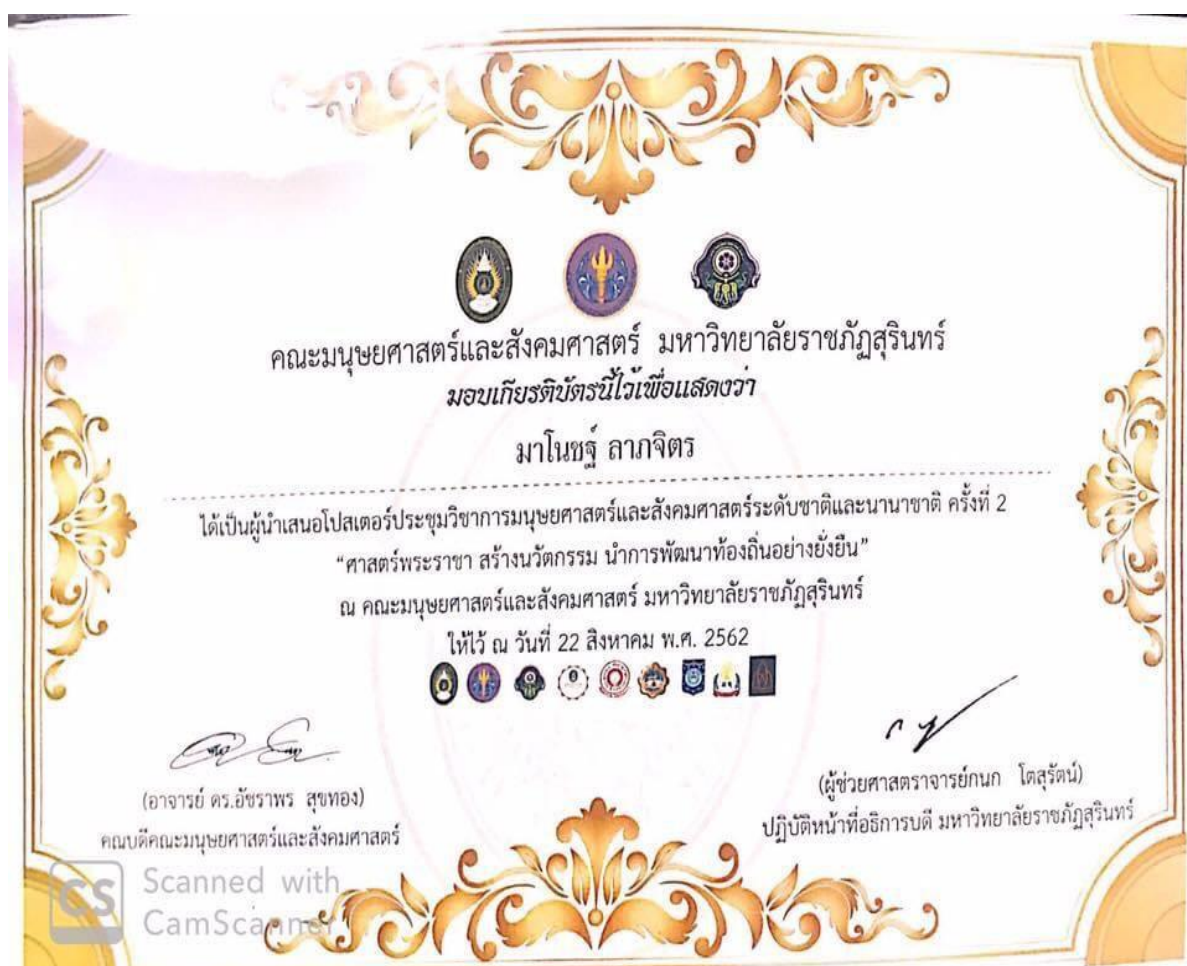 คณะมนุษยศาสตร์และสังคมศาสตร์ มหาวิทยาลัยราชภัฏสุรินทร์
มอบเกียรติบัตรนี้ไว้เพื่อแสดงว่า
มาโนชฐ์ ลาภจิตร
ได้เป็นผู้นำเสนอโปสเตอร์ประชุมวิชาการมนุษยศาสตร์และสังคมศาสตร์ระดับชาติและนานาชาติ ครั้งที่ 2
“ศาสตร์พระราชา สร้างนวัตกรรม นำการพัฒนาท้องถิ่นอย่างยั่งยืน”
ณ คณะมนุษยศาสตร์และสังคมศาสตร์ มหาวิทยาลัยราชภัฏสุรินทร์
ให้ไว้ ณ วันที่ 22 สิงหาคม พ.ศ. 2562
(อาจารย์ ดร.อัชราพร สุขทอง)
คณบดีคณะมนุษยศาสตร์และสังคมศาสตร์
(ผู้ช่วยศาสตราจารย์กนก โตสุรัตน์)
ปฏิบัติหน้าที่อธิการบดี มหาวิทยาลัยราชภัฏสุรินทร์
CS
Scanned with
CamScanner